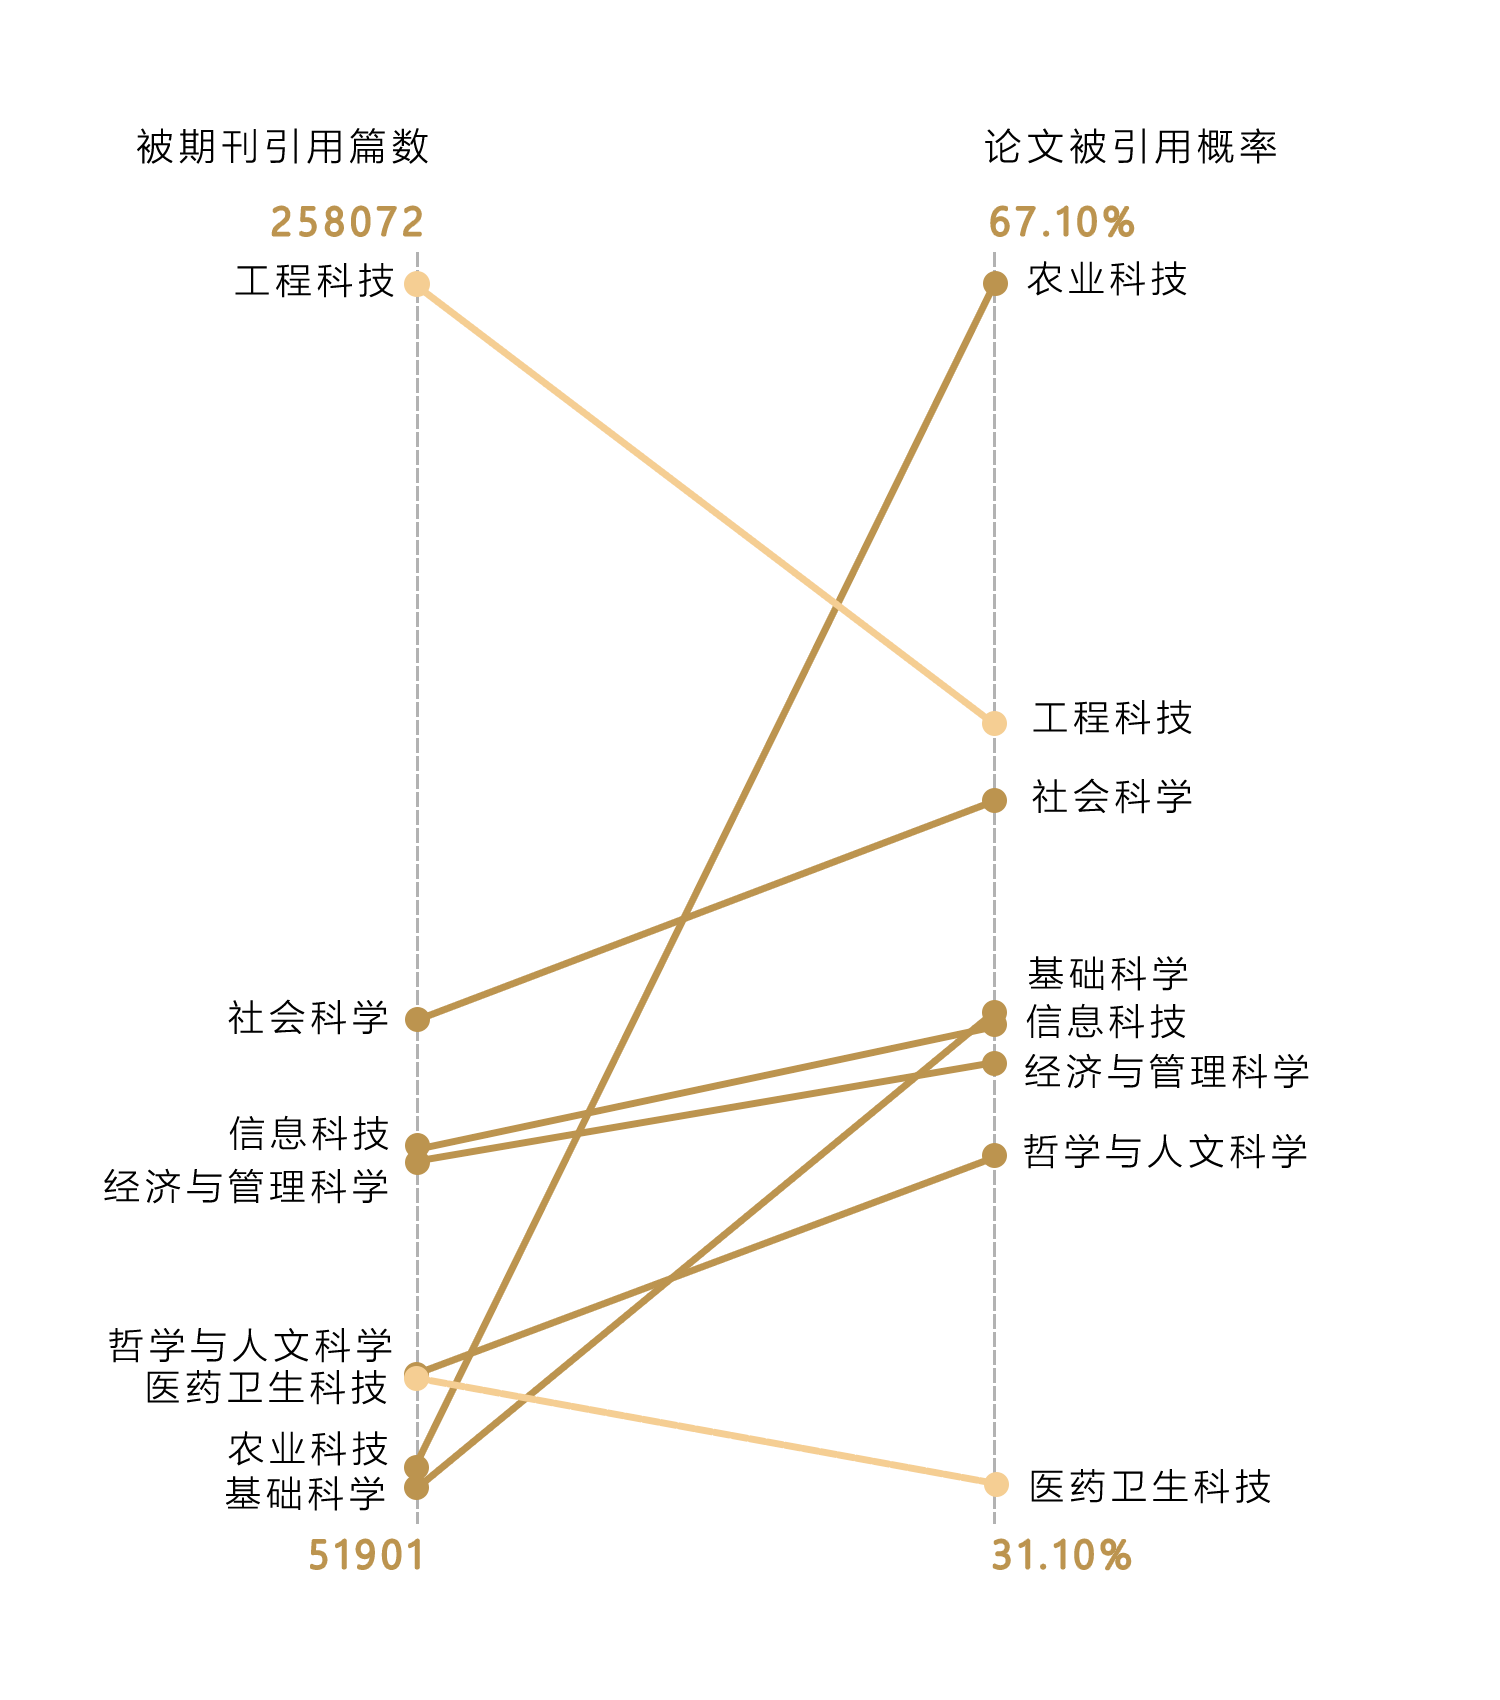 被期刊引用篇数
258072
工程科技
社会科学
信息科技
经济与管理科学
哲学与人文科学
医药卫生科技
农业科技
基础科学
51901
论文被引用概率
67.10%
农业科技
工程科技
社会科学
基础科学
信息科技
经济与管理科学
哲学与人文科学
医药卫生科技
31.10%